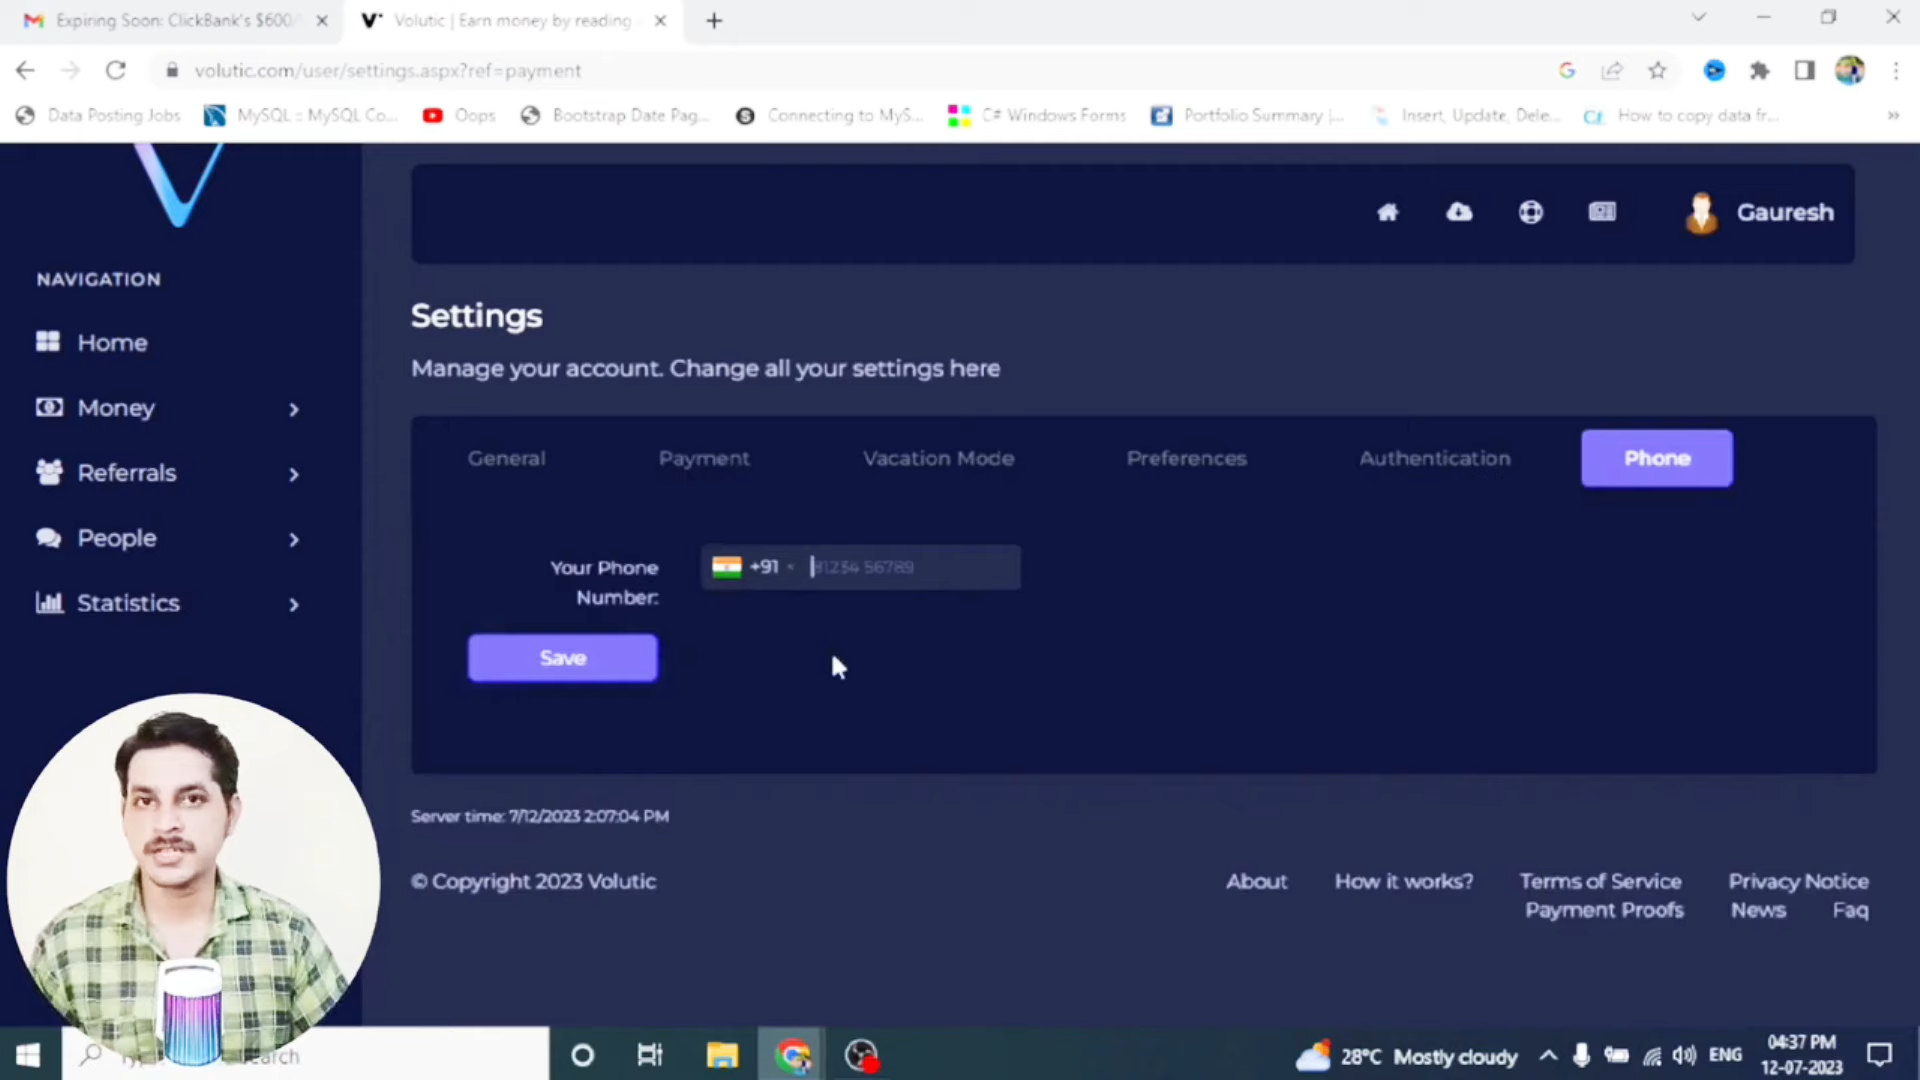 Expiring Soon: ClickBank's $600/
Volutic | Earn money by reading
volutic.com/user/settings.aspx?ref=payment
Data Posting Jobs
MySQL :: MySQL Co...
Oops
Bootstrap Date Pag...
Connecting to MyS...
C# Windows Forms
Portfolio Summary |...
Insert, Update, Dele...
How to copy data fr...
Gauresh
NAVIGATION
Home
Money
Referrals
People
Statistics
Settings
Manage your account. Change all your settings here
General Payment Vacation Mode Preferences Authentication Phone
Your Phone
Number:
+91 81234 56789
Save
Server time: 7/12/2023 2:07:04 PM
© Copyright 2023 Volutic
About How it works? Terms of Service Privacy Notice
Payment Proofs News Faq
28°C Mostly cloudy
ENG
04:37 PM
12-07-2023